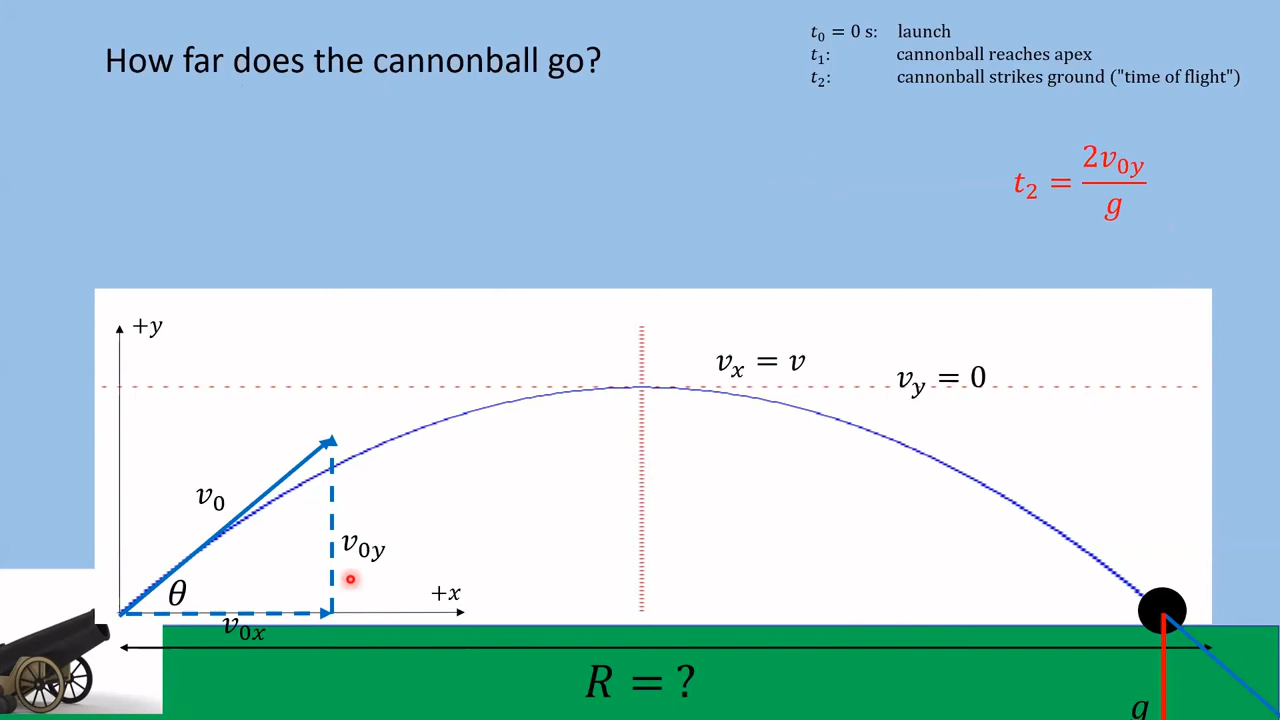 How far does the cannonball go?
t₀ = 0 s: launch
t₁: cannonball reaches apex
t₂: cannonball strikes ground ("time of flight")
t₂ = 2v₀y/g
+y
vₓ = v
v_y = 0
v₀
v₀y
θ
+x
v₀ₓ
R = ?
g